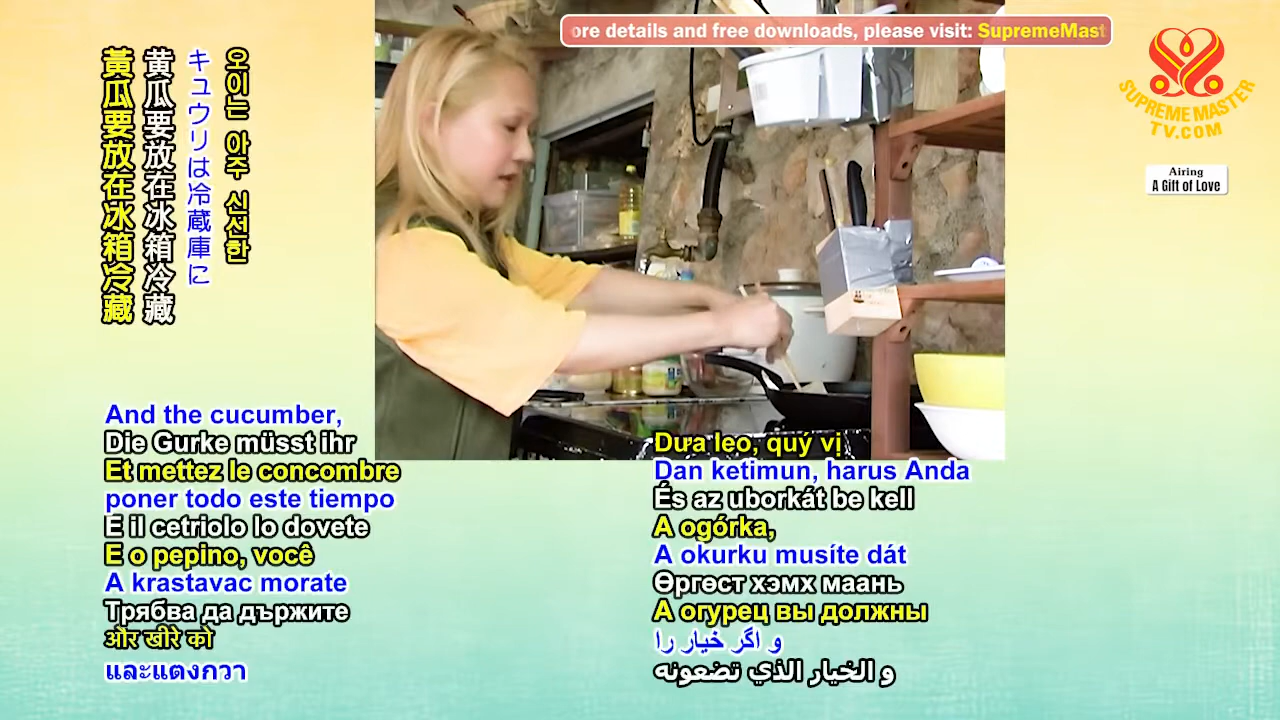 ore details and free downloads, please visit: SupremeMast
SUPREME MASTER
TV.COM
Airing
A Gift of Love
黃瓜要放在冰箱冷藏
黄瓜要放在冰箱冷藏
キュウリは冷蔵庫に
오이는 아주 신선한
And the cucumber,
Die Gurke müsst ihr
Et mettez le concombre
poner todo este tiempo
E il cetriolo lo dovete
E o pepino, você
A krastavac morate
Трябва да държите
और खीरे को
และแตงกวา
Dưa leo, quý vị
Dan ketimun, harus Anda
És az uborkát be kell
A ogórka,
A okurku musíte dát
Өргөст хэмх маань
А огурец вы должны
و اگر خیار را
و الخيار الذي تضعونه